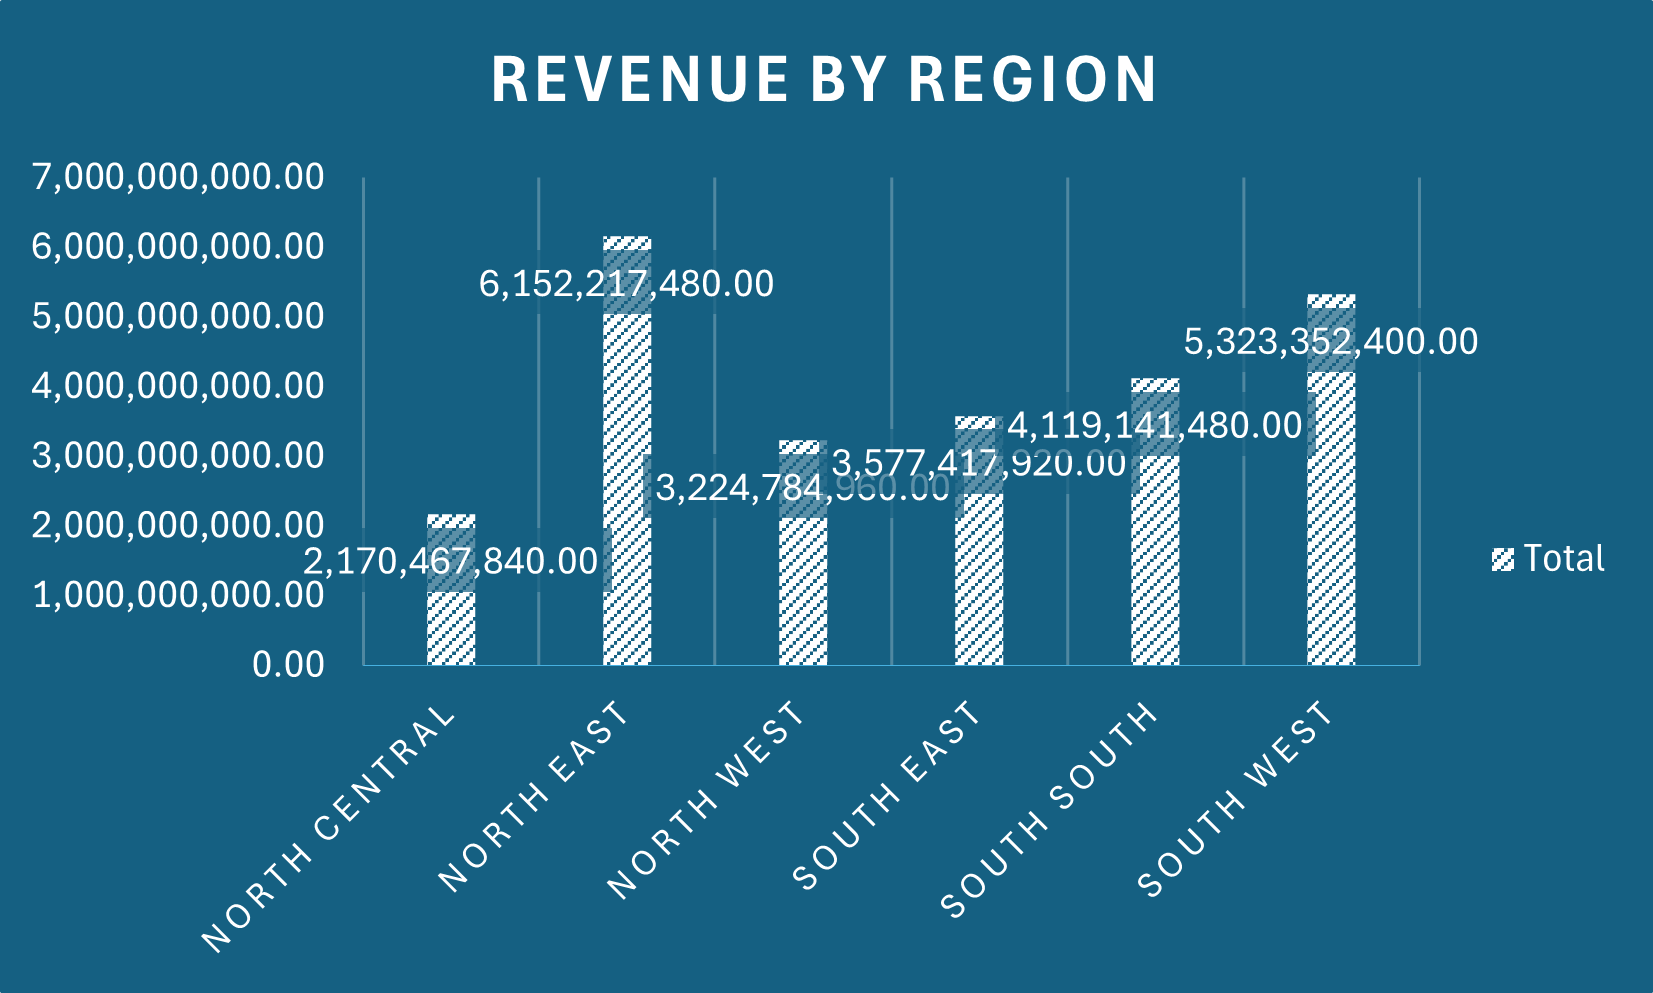 REVENUE BY REGION
7,000,000,000.00
6,000,000,000.00
5,000,000,000.00
4,000,000,000.00
3,000,000,000.00
2,000,000,000.00
1,000,000,000.00
0.00
2,170,467,840.00
6,152,217,480.00
3,224,784,960.00
3,577,417,920.00
4,119,141,480.00
5,323,352,400.00
NORTH CENTRAL
NORTH EAST
NORTH WEST
SOUTH EAST
SOUTH SOUTH
SOUTH WEST
Total